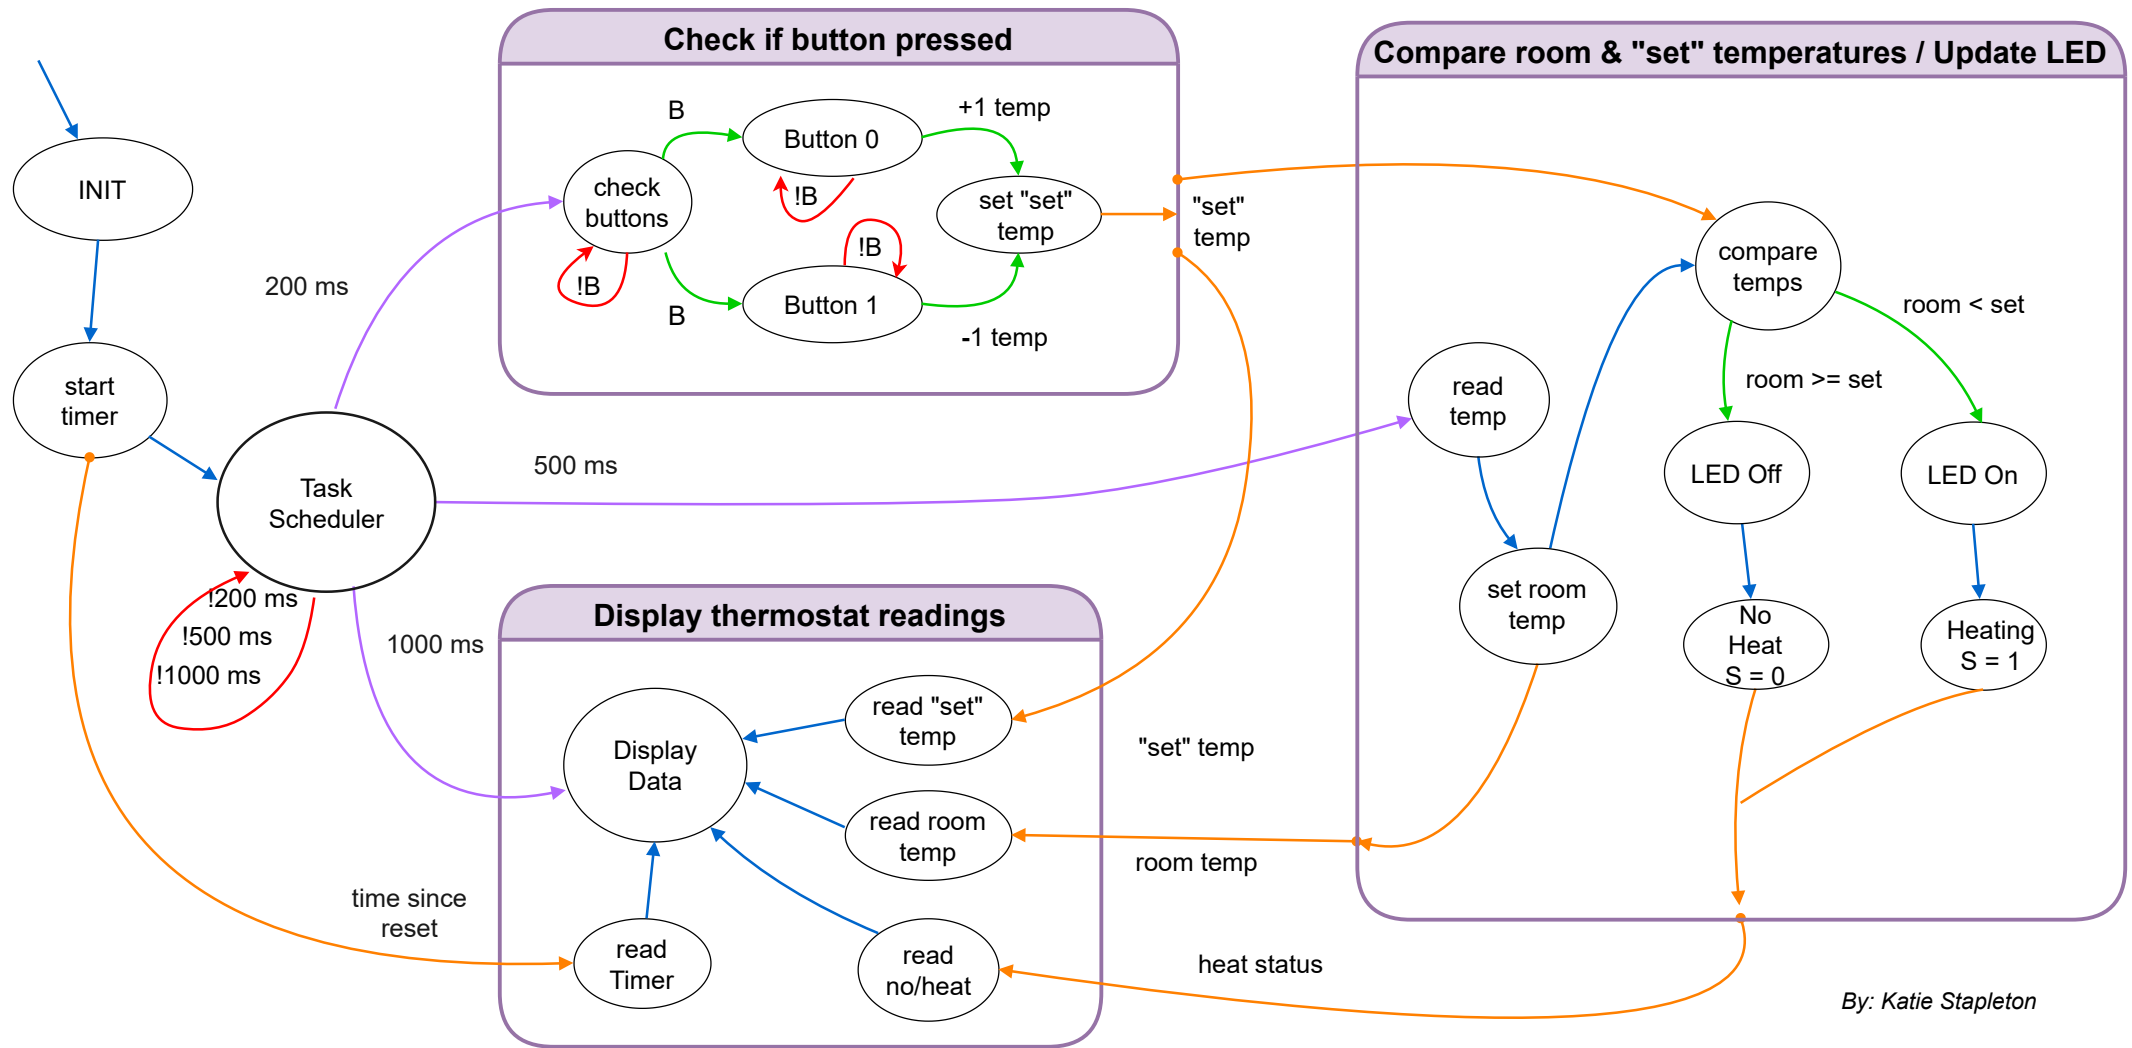 Check if button pressed
Compare room & "set" temperatures / Update LED
INIT
start
timer
Task
Scheduler
200 ms
500 ms
1000 ms
!200 ms
!500 ms
!1000 ms
check
buttons
!B
B
B
Button 0
!B
Button 1
!B
+1 temp
-1 temp
set "set"
temp
"set"
temp
compare
temps
room < set
room >= set
read
temp
set room
temp
LED Off
LED On
No
Heat
S = 0
Heating
S = 1
Display thermostat readings
Display
Data
read "set"
temp
read room
temp
read
no/heat
read
Timer
"set" temp
room temp
heat status
time since
reset
By: Katie Stapleton